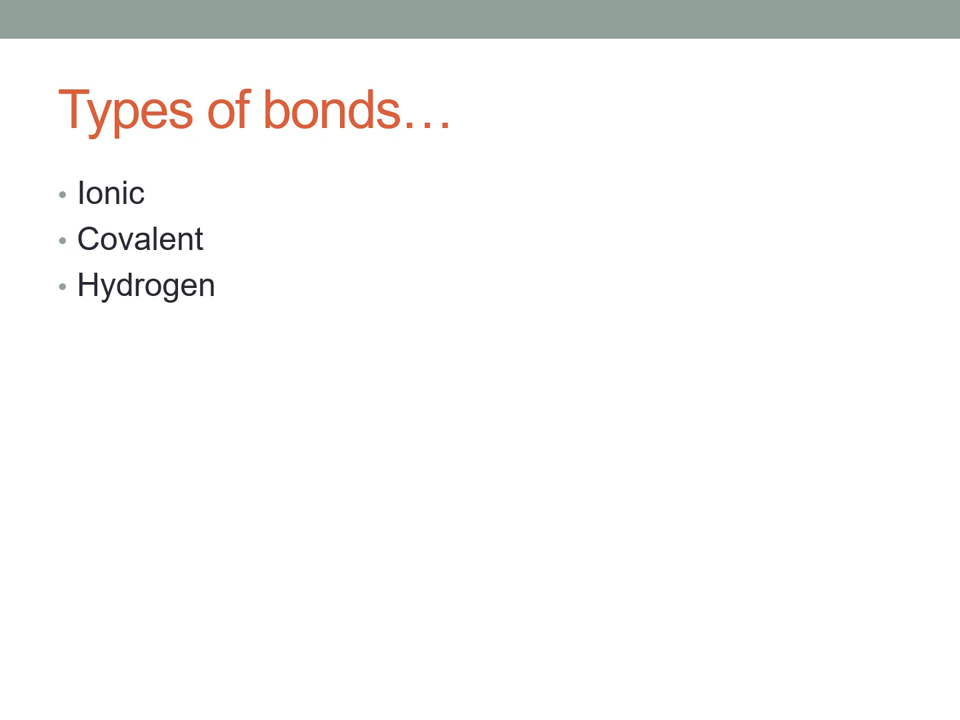 Types of bonds…
• Ionic
• Covalent
• Hydrogen